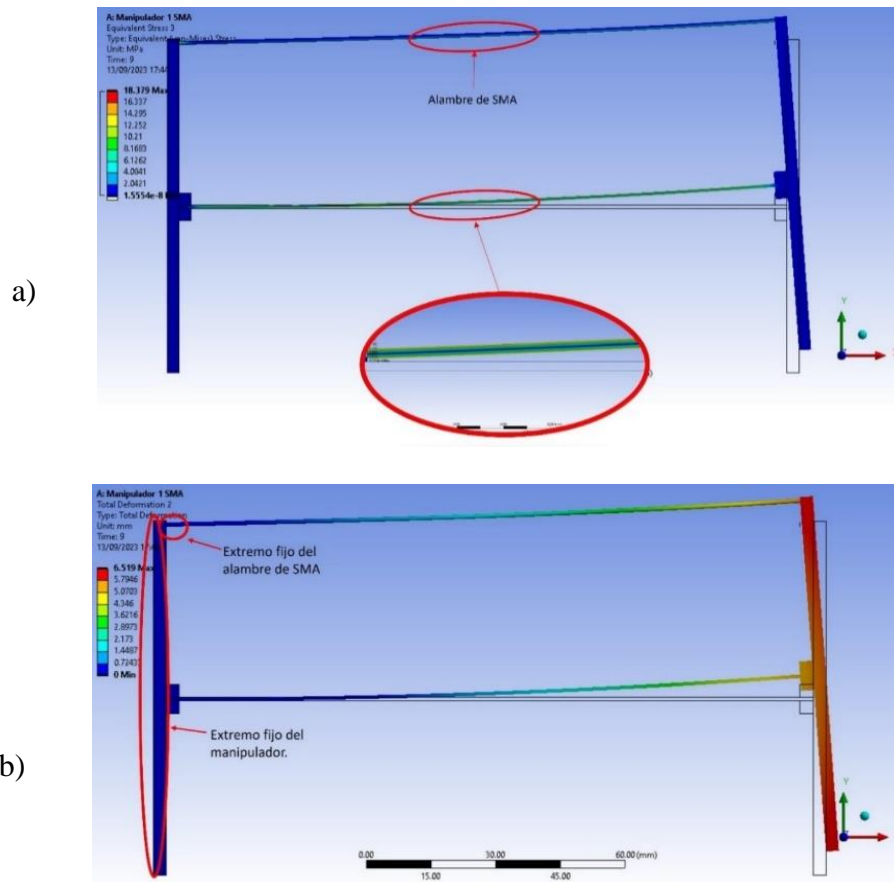 A: Manipulador 1 SMA
Equivalent Stress 3
Type: Equivalent (von-Mises) Stress
Unit: MPa
Time: 9
13/09/2023 17:44
18.379 Max
16.337
14.295
12.252
10.21
8.1683
6.1262
4.0841
2.0421
1.5554e-8
Alambre de SMA
a)
Y
A: Manipulador 1 SMA
Total Deformation 2
Type: Total Deformation
Unit: mm
Time: 9
13/09/2023
6.519 Max
5.7946
5.0703
4.346
3.6216
2.8973
2.173
1.4487
0.7243
0 Min
Extremo fijo del
alambre de SMA
Extremo fijo del
manipulador.
b)
Y
0.00 30.00 60.00 (mm)
15.00 45.00